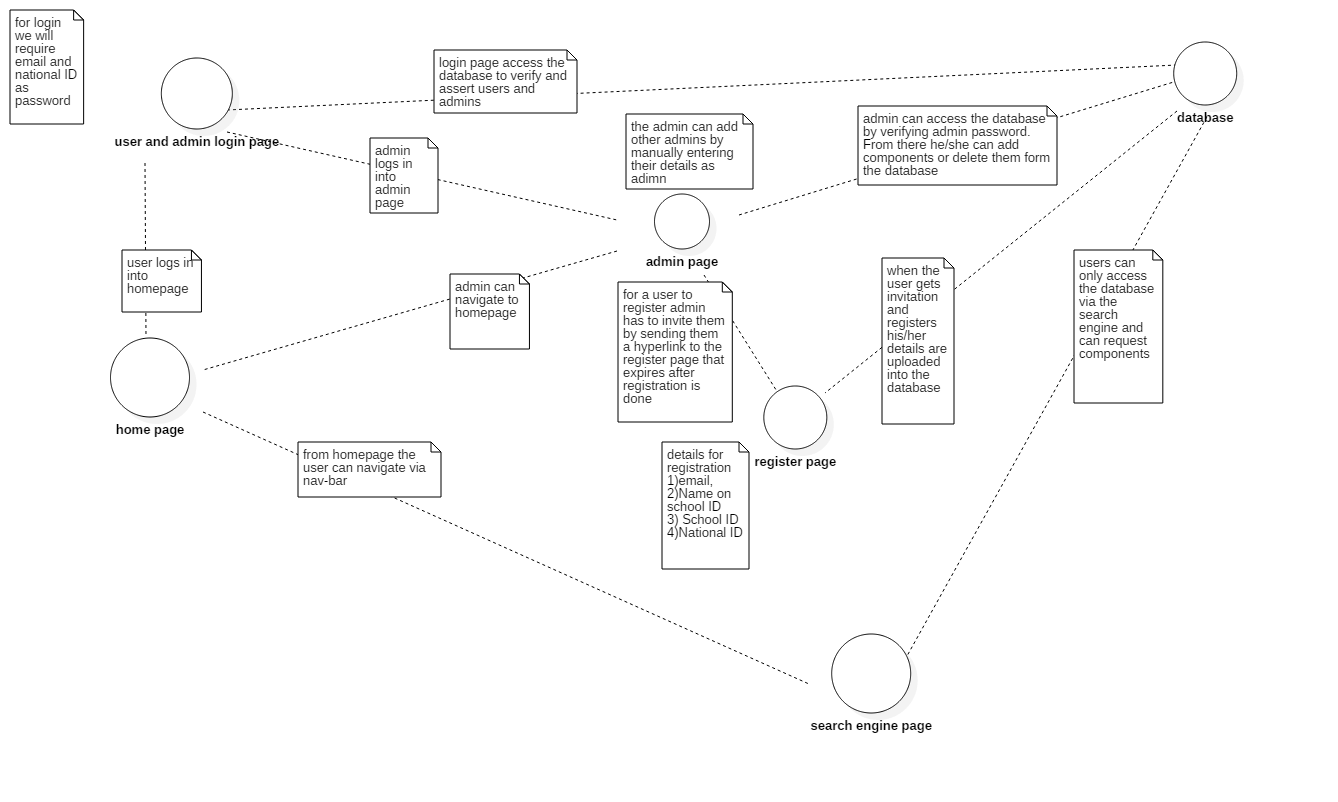 for login
we will
require
email and
national ID
as
password
user and admin login page
login page access the
database to verify and
assert users and
admins
database
admin
logs in
into
admin
page
the admin can add
other admins by
manually entering
their details as
adimn
admin can access the database
by verifying admin password.
From there he/she can add
components or delete them form
the database
admin page
user logs in
into
homepage
admin can
navigate to
homepage
for a user to
register admin
has to invite them
by sending them
a hyperlink to the
register page that
expires after
registration is
done
when the
user gets
invitation
and
registers
his/her
details are
uploaded
into the
database
users can
only access
the database
via the
search
engine and
can request
components
home page
from homepage the
user can navigate via
nav-bar
details for
registration
1)email,
2)Name on
school ID
3) School ID
4)National ID
register page
search engine page